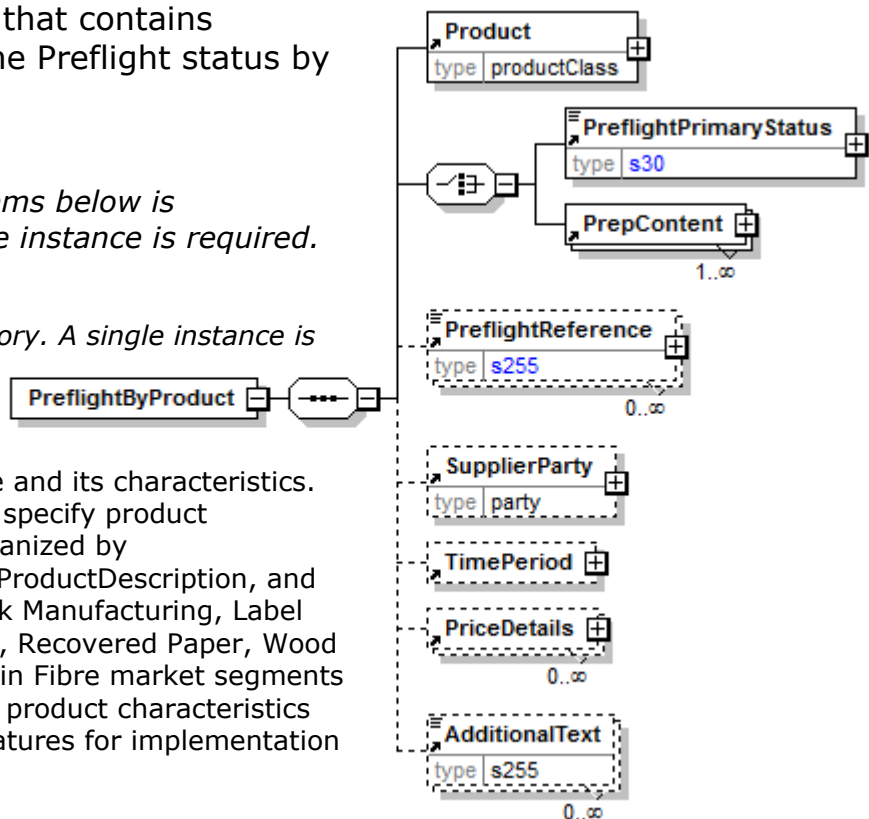 that contains
ne Preflight status by
ems below is
e instance is required.
ory. A single instance is
e and its characteristics.
specify product
anized by
ProductDescription, and
k Manufacturing, Label
, Recovered Paper, Wood
in Fibre market segments
product characteristics
atures for implementation
PreflightByProduct
Product
type productClass
PreflightPrimaryStatus
type s30
PrepContent
1..∞
PreflightReference
type s255
0..∞
SupplierParty
type party
TimePeriod
PriceDetails
0..∞
AdditionalText
type s255
0..∞